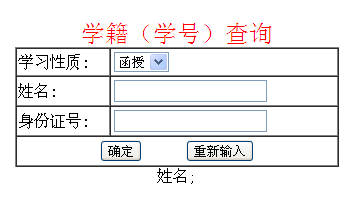 学籍（学号）查询
学习性质： 函授
姓名：
身份证号：
确定 重新输入
姓名；